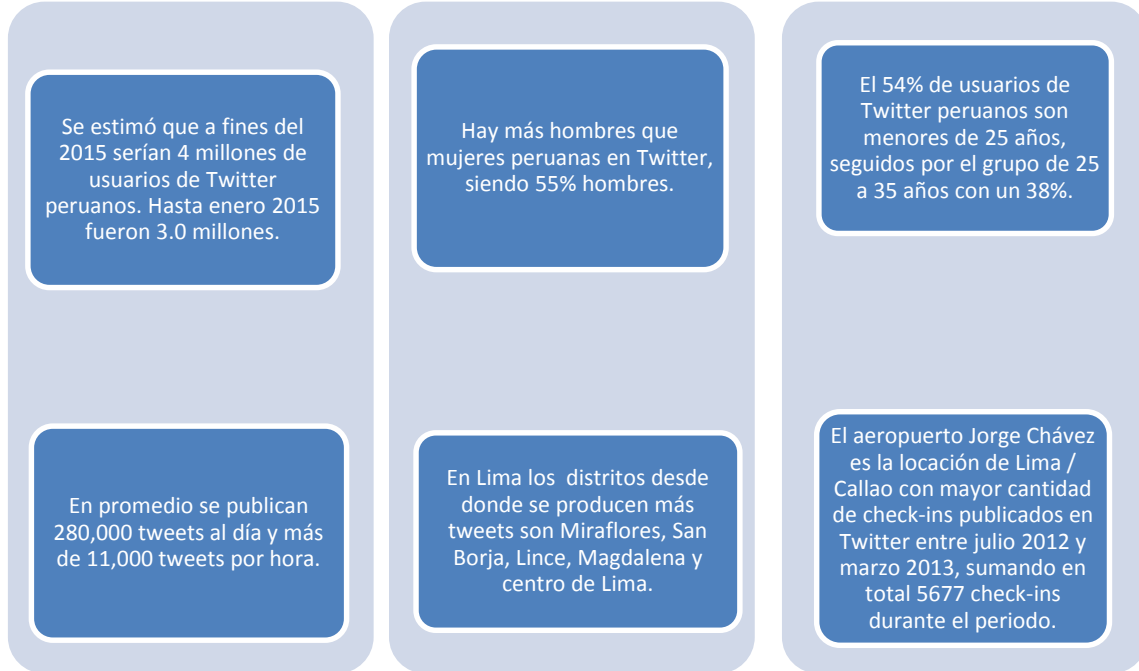 Se estimó que a fines del
2015 serían 4 millones de
usuarios de Twitter
peruanos. Hasta enero 2015
fueron 3.0 millones.
En promedio se publican
280,000 tweets al día y más
de 11,000 tweets por hora.
Hay más hombres que
mujeres peruanas en Twitter,
siendo 55% hombres.
En Lima los  distritos desde
donde se producen más
tweets son Miraflores, San
Borja, Lince, Magdalena y
centro de Lima.
El 54% de usuarios de
Twitter peruanos son
menores de 25 años,
seguidos por el grupo de 25
a 35 años con un 38%.
El aeropuerto Jorge Chávez
es la locación de Lima /
Callao con mayor cantidad
de check-ins publicados en
Twitter entre julio 2012 y
marzo 2013, sumando en
total 5677 check-ins
durante el periodo.